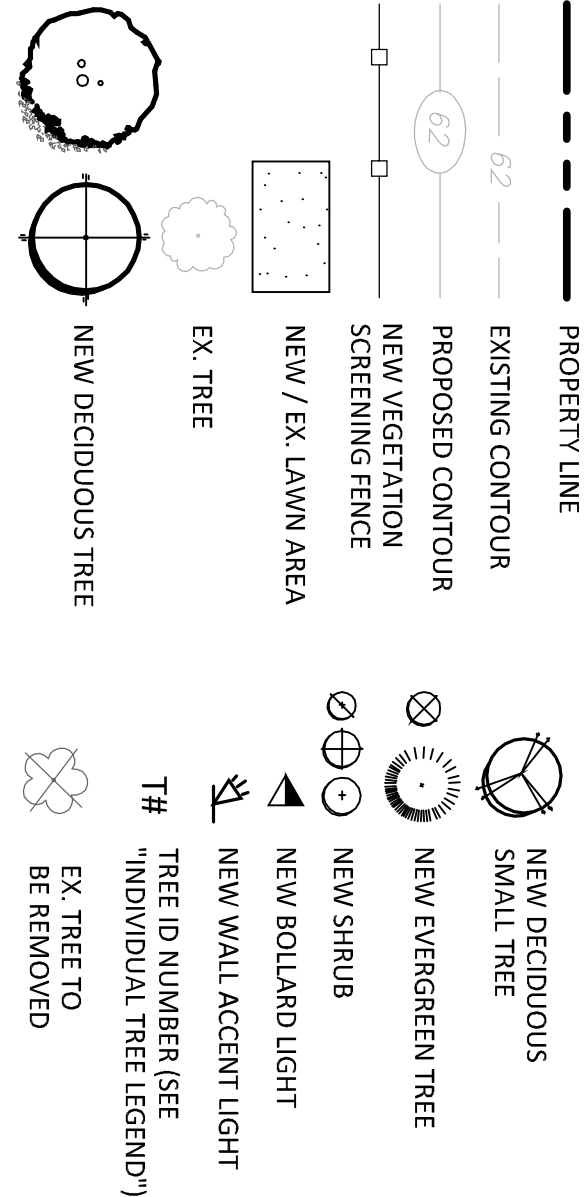 PROPERTY LINE
62
EXISTING CONTOUR
62
PROPOSED CONTOUR
NEW VEGETATION
SCREENING FENCE
NEW / EX. LAWN AREA
EX. TREE
NEW DECIDUOUS TREE
NEW DECIDUOUS
SMALL TREE
NEW EVERGREEN TREE
NEW SHRUB
NEW BOLLARD LIGHT
NEW WALL ACCENT LIGHT
T#
TREE ID NUMBER (SEE
"INDIVIDUAL TREE LEGEND")
EX. TREE TO
BE REMOVED